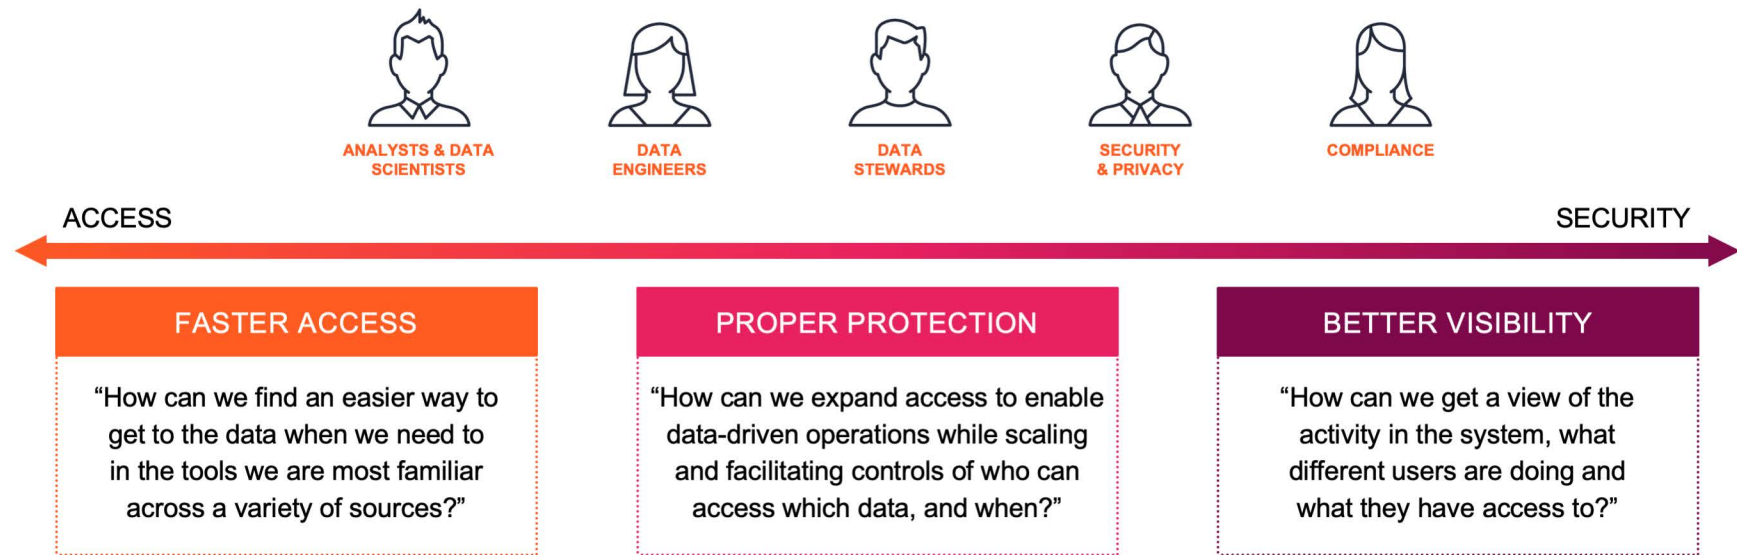 ANALYSTS & DATA
SCIENTISTS
DATA
ENGINEERS
DATA
STEWARDS
SECURITY
& PRIVACY
COMPLIANCE
ACCESS
SECURITY
FASTER ACCESS
“How can we find an easier way to
get to the data when we need to
in the tools we are most familiar
across a variety of sources?”
PROPER PROTECTION
“How can we expand access to enable
data-driven operations while scaling
and facilitating controls of who can
access which data, and when?”
BETTER VISIBILITY
“How can we get a view of the
activity in the system, what
different users are doing and
what they have access to?”